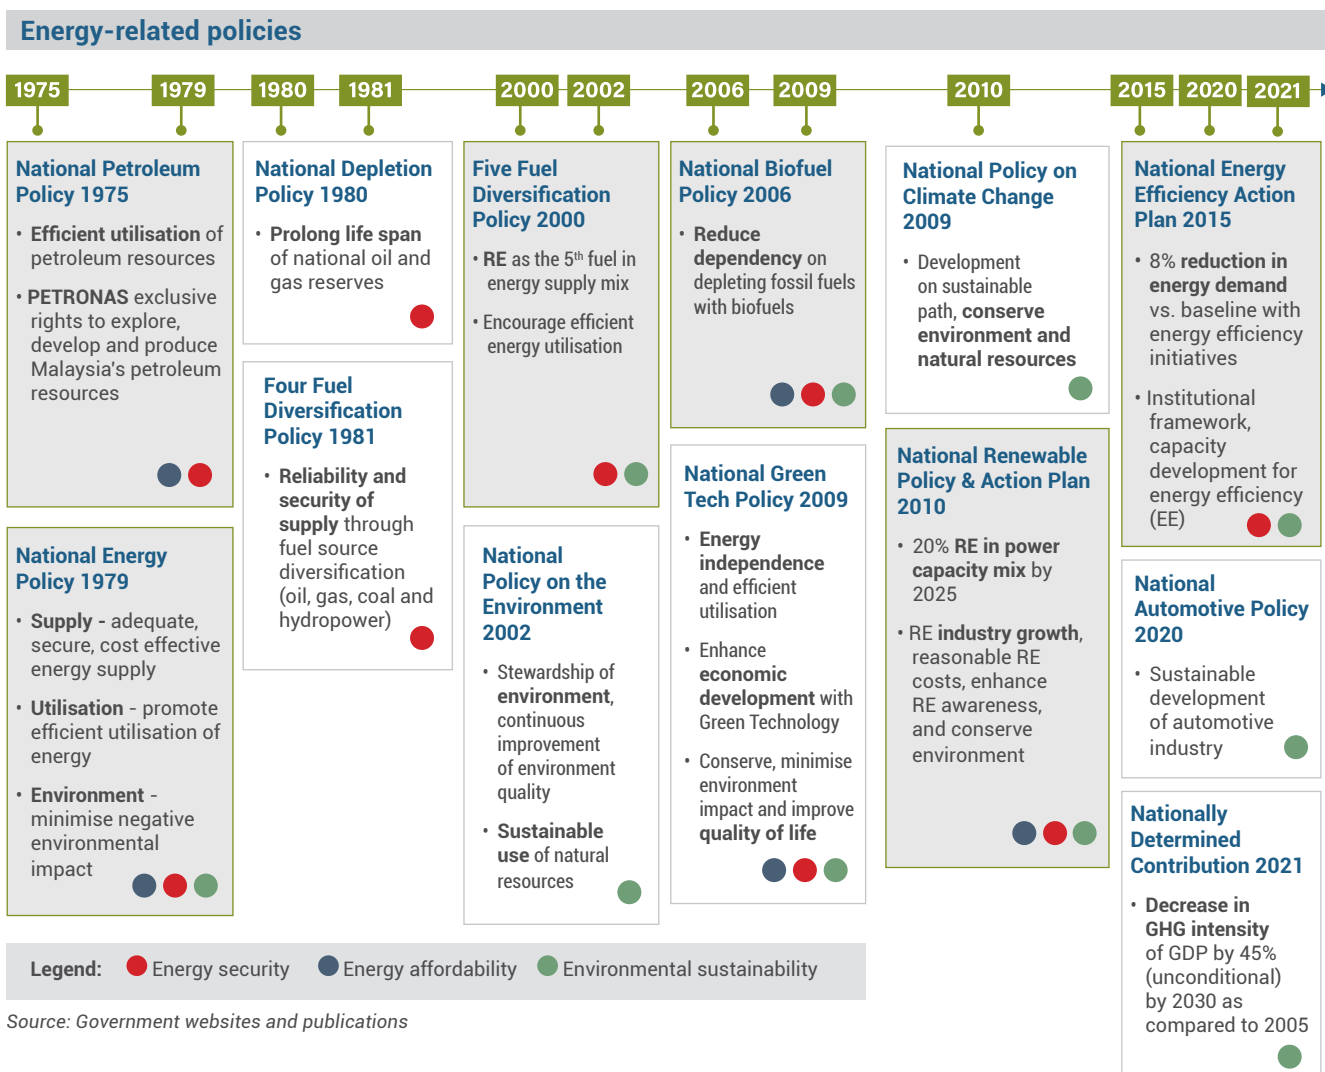 Energy-related policies
1975
1979
1980
1981
2000
2002
2006
2009
2010
2015
2020
2021
National Petroleum
Policy 1975
• Efficient utilisation of
petroleum resources
• PETRONAS exclusive
rights to explore,
develop and produce
Malaysia's petroleum
resources
National Energy
Policy 1979
• Supply - adequate,
secure, cost effective
energy supply
• Utilisation - promote
efficient utilisation of
energy
• Environment -
minimise negative
environmental
impact
National Depletion
Policy 1980
• Prolong life span
of national oil and
gas reserves
Four Fuel
Diversification
Policy 1981
• Reliability and
security of
supply through
fuel source
diversification
(oil, gas, coal and
hydropower)
Five Fuel
Diversification
Policy 2000
• RE as the 5th fuel in
energy supply mix
• Encourage efficient
energy utilisation
National
Policy on the
Environment
2002
• Stewardship of
environment,
continuous
improvement
of environment
quality
• Sustainable
use of natural
resources
National Biofuel
Policy 2006
• Reduce
dependency on
depleting fossil fuels
with biofuels
National Green
Tech Policy 2009
• Energy
independence
and efficient
utilisation
• Enhance
economic
development with
Green Technology
• Conserve, minimise
environment
impact and improve
quality of life
National Policy on
Climate Change
2009
• Development
on sustainable
path, conserve
environment and
natural resources
National Renewable
Policy & Action Plan
2010
• 20% RE in power
capacity mix by
2025
• RE industry growth,
reasonable RE
costs, enhance
RE awareness,
and conserve
environment
National Energy
Efficiency Action
Plan 2015
• 8% reduction in
energy demand
vs. baseline with
energy efficiency
initiatives
• Institutional
framework,
capacity
development for
energy efficiency
(EE)
National
Automotive Policy
2020
• Sustainable
development
of automotive
industry
Nationally
Determined
Contribution 2021
• Decrease in
GHG intensity
of GDP by 45%
(unconditional)
by 2030 as
compared to 2005
Legend: Energy security Energy affordability Environmental sustainability
Source: Government websites and publications